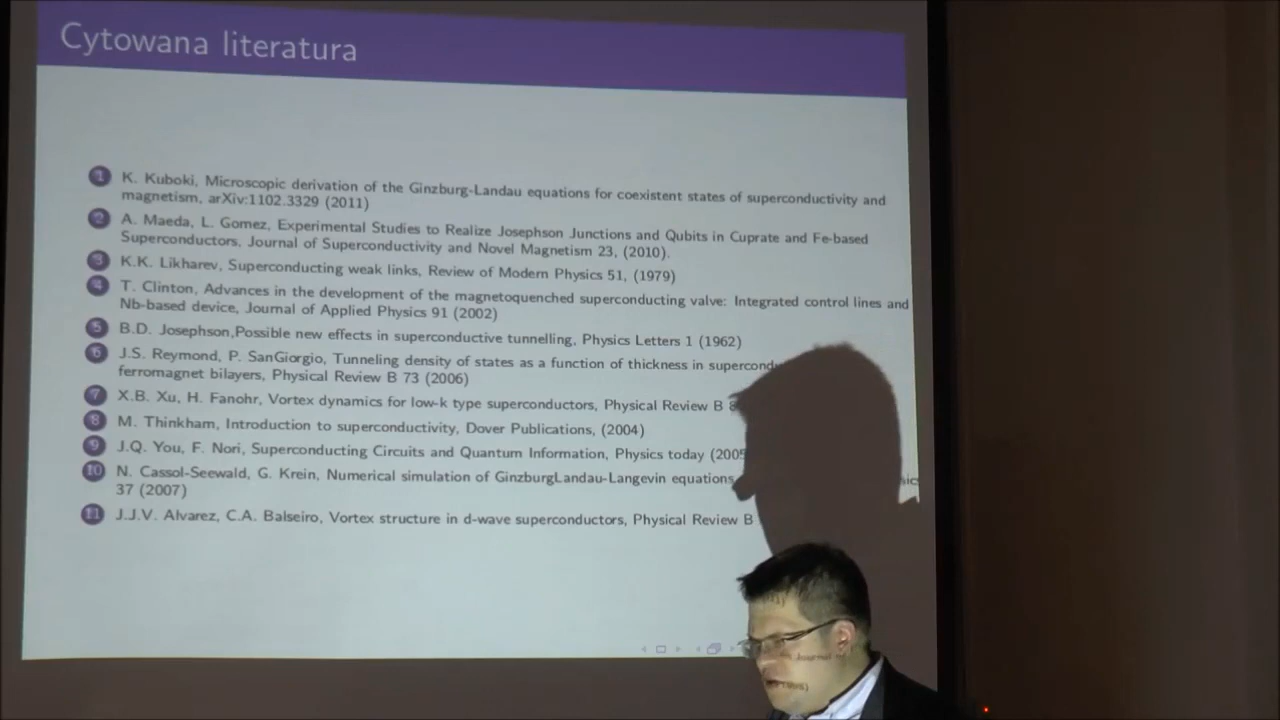 Cytowana literatura
1 K. Kuboki, Microscopic derivation of the Ginzburg-Landau equations for coexistent states of superconductivity and
magnetism, arXiv:1102.3329 (2011)
2 A. Maeda, L. Gomez, Experimental Studies to Realize Josephson Junctions and Qubits in Cuprate and Fe-based
Superconductors, Journal of Superconductivity and Novel Magnetism 23, (2010).
3 K.K. Likharev, Superconducting weak links, Review of Modern Physics 51, (1979)
4 T. Clinton, Advances in the development of the magnetoquenched superconducting valve: Integrated control lines and
Nb-based device, Journal of Applied Physics 91 (2002)
5 B.D. Josephson,Possible new effects in superconductive tunnelling, Physics Letters 1 (1962)
6 J.S. Reymond, P. SanGiorgio, Tunneling density of states as a function of thickness in supercond
ferromagnet bilayers, Physical Review B 73 (2006)
7 X.B. Xu, H. Fanohr, Vortex dynamics for low-k type superconductors, Physical Review B
8 M. Thinkham, Introduction to superconductivity, Dover Publications, (2004)
9 J.Q. You, F. Nori, Superconducting Circuits and Quantum Information, Physics today (2005
10 N. Cassol-Seewald, G. Krein, Numerical simulation of GinzburgLandau-Langevin equations
37 (2007)
11 J.J.V. Alvarez, C.A. Balseiro, Vortex structure in d-wave superconductors, Physical Review B
Journal